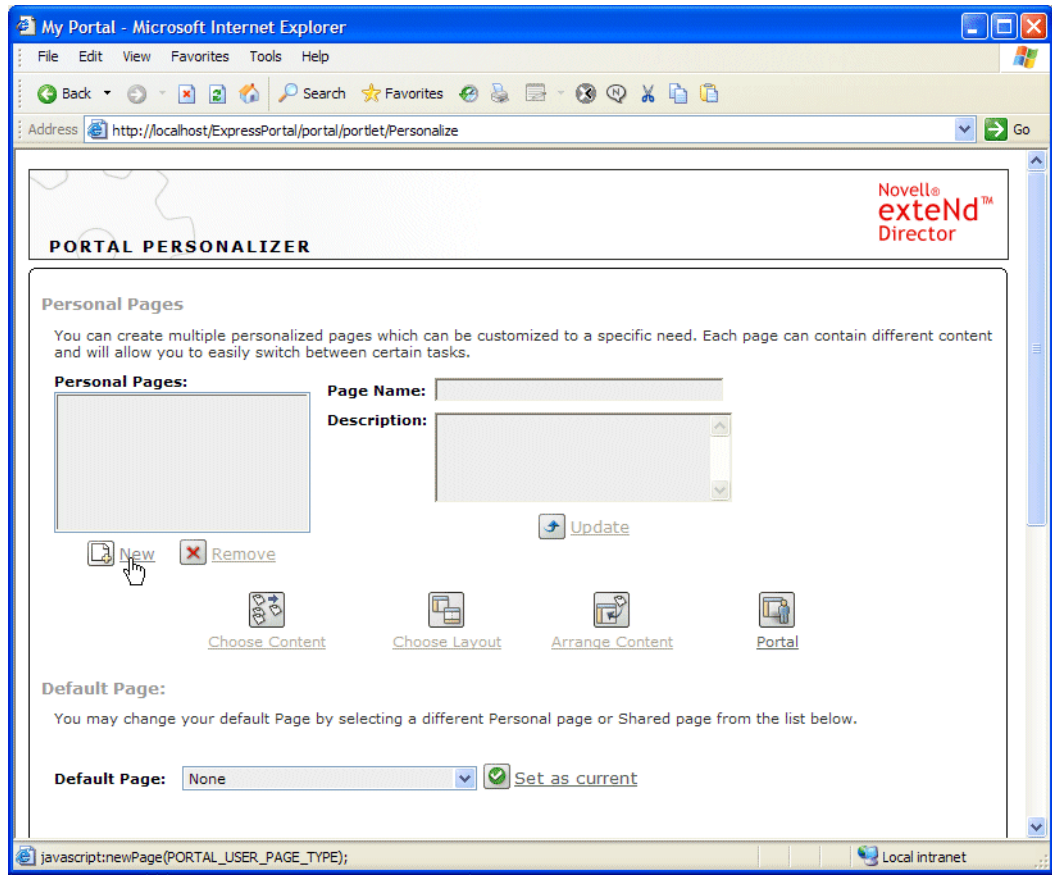 My Portal - Microsoft Internet Explorer
File Edit View Favorites Tools Help
Back Search Favorites
Address http://localhost/ExpressPortal/portal/portlet/Personalize Go
Novell®
exteNd™
Director
PORTAL PERSONALIZER
Personal Pages
You can create multiple personalized pages which can be customized to a specific need. Each page can contain different content
and will allow you to easily switch between certain tasks.
Personal Pages:
Page Name:
Description:
Update
New Remove
Choose Content Choose Layout Arrange Content Portal
Default Page:
You may change your default Page by selecting a different Personal page or Shared page from the list below.
Default Page: None Set as current
javascript:newPage(PORTAL_USER_PAGE_TYPE); Local intranet